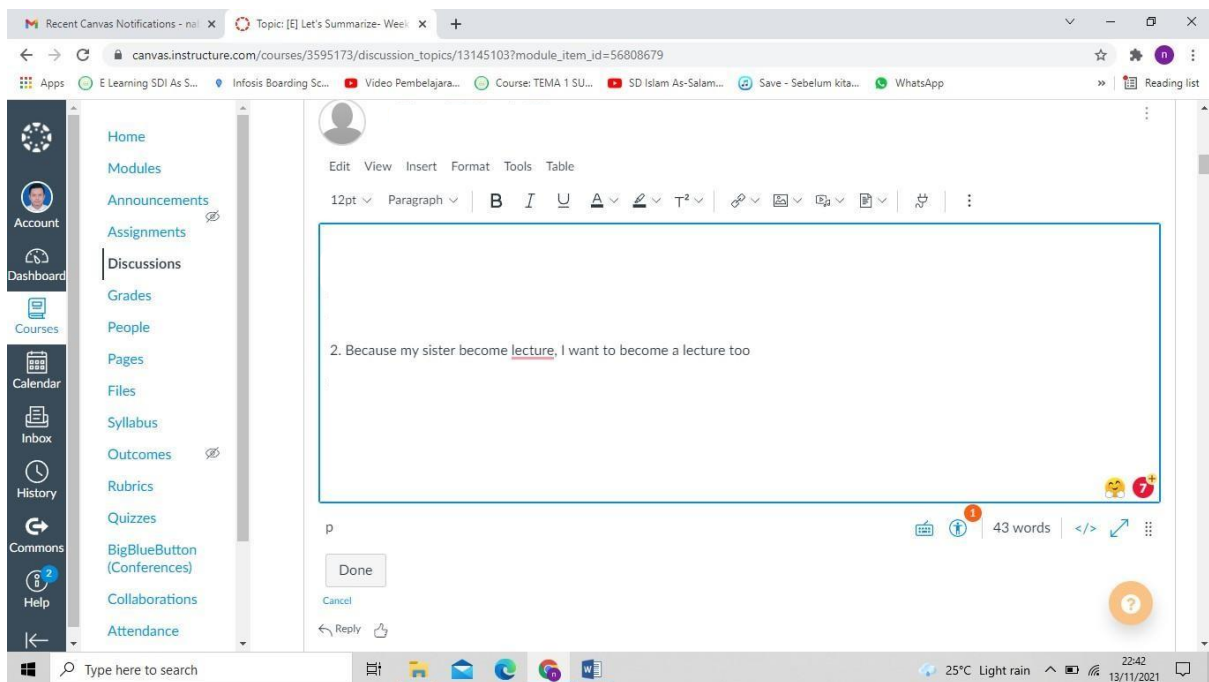 Recent Canvas Notifications - nai
Topic: [E] Let's Summarize- Week
canvas.instructure.com/courses/3595173/discussion_topics/13145103?module_item_id=56808679
n
Apps E Learning SDI As S... Infosis Boarding Sc... Video Pembelajara... Course: TEMA 1 SU... SD Islam As-Salam... Save - Sebelum kita... WhatsApp » Reading list
Account
Dashboard
Courses
Calendar
Inbox
History
Commons
2
Help
Home
Modules
Announcements
Assignments
Discussions
Grades
People
Pages
Files
Syllabus
Outcomes
Rubrics
Quizzes
BigBlueButton
(Conferences)
Collaborations
Attendance
Edit View Insert Format Tools Table
12pt Paragraph B I U A T²
2. Because my sister become lecture, I want to become a lecture too
7
p
1
43 words </>
Done
Cancel
Reply
?
Type here to search
25°C Light rain
22:42
13/11/2021